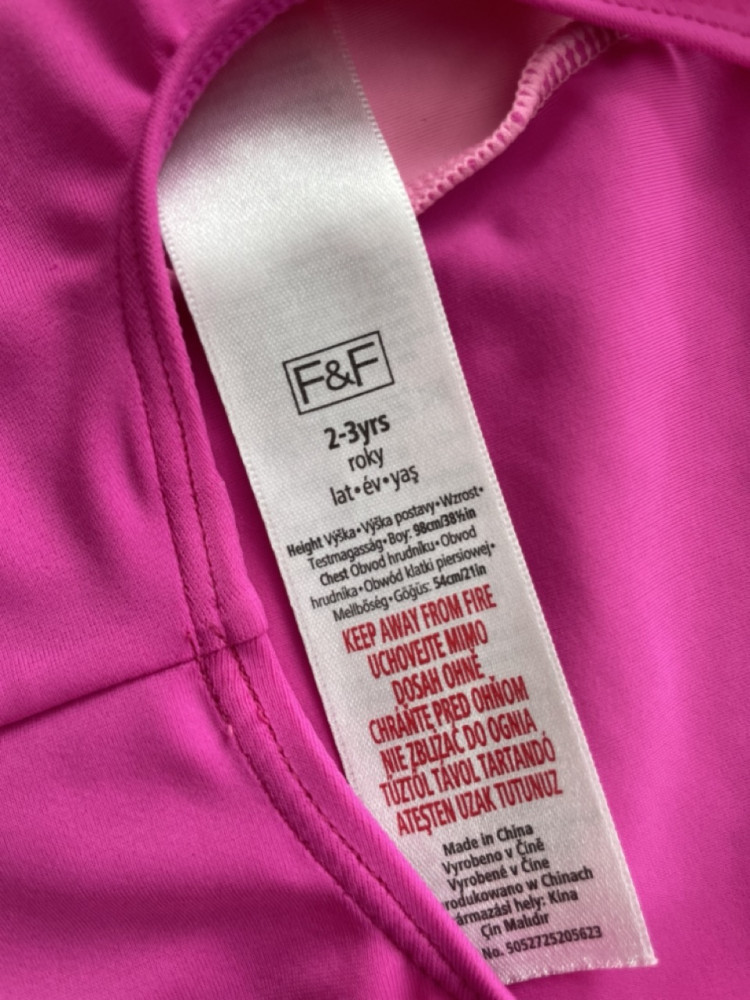 F&F
2-3yrs
roky
lat•év•yaş
Height Výška•Výška postavy•Wzrost•
Testmagasság•Boy: 98cm/38½in
Chest Obvod hrudníku•Obvod
hrudníka•Obwód klatki piersiowej•
Mellbőség•Göğüs: 54cm/21in
KEEP AWAY FROM FIRE
UCHOVEJTE MIMO
DOSAH OHNĚ
CHRÁŇTE PRED OHŇOM
NIE ZBLIŻAĆ DO OGNIA
TŰZTŐL TÁVOL TARTANDÓ
ATEŞTEN UZAK TUTUNUZ
Made in China
Vyrobeno v Číně
Vyrobené v Číne
rodukowano w Chinach
ármazási hely: Kína
Çin Malıdır
No. 5052725205623